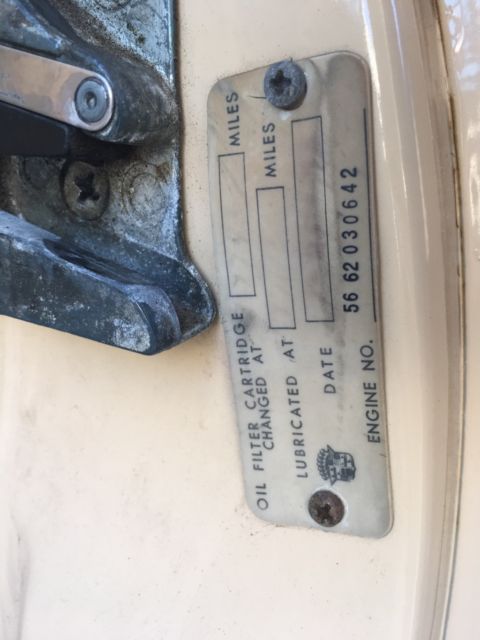 OIL FILTER CARTRIDGE
CHANGED AT MILES
LUBRICATED AT MILES
DATE
ENGINE NO. 56 62 030642